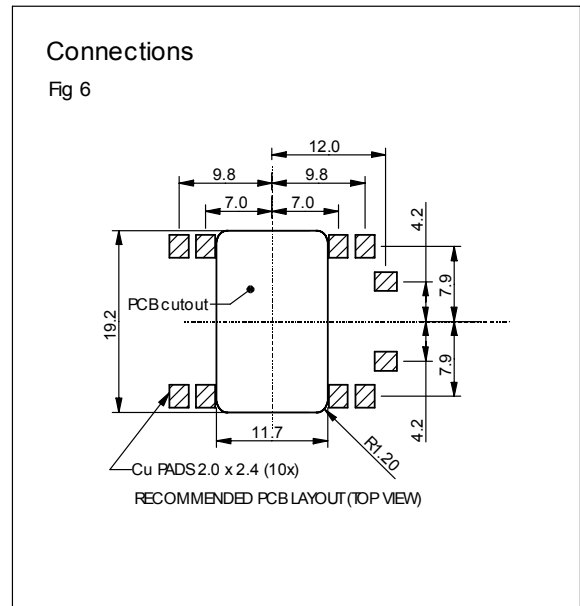 Connections
Fig 6
12.0
9.8 9.8
7.0 7.0
4.2
7.9
PCB cutout
19.2
7.9
4.2
11.7
R1.20
Cu PADS 2.0 x 2.4 (10x)
RECOMMENDED PCB LAYOUT (TOP VIEW)